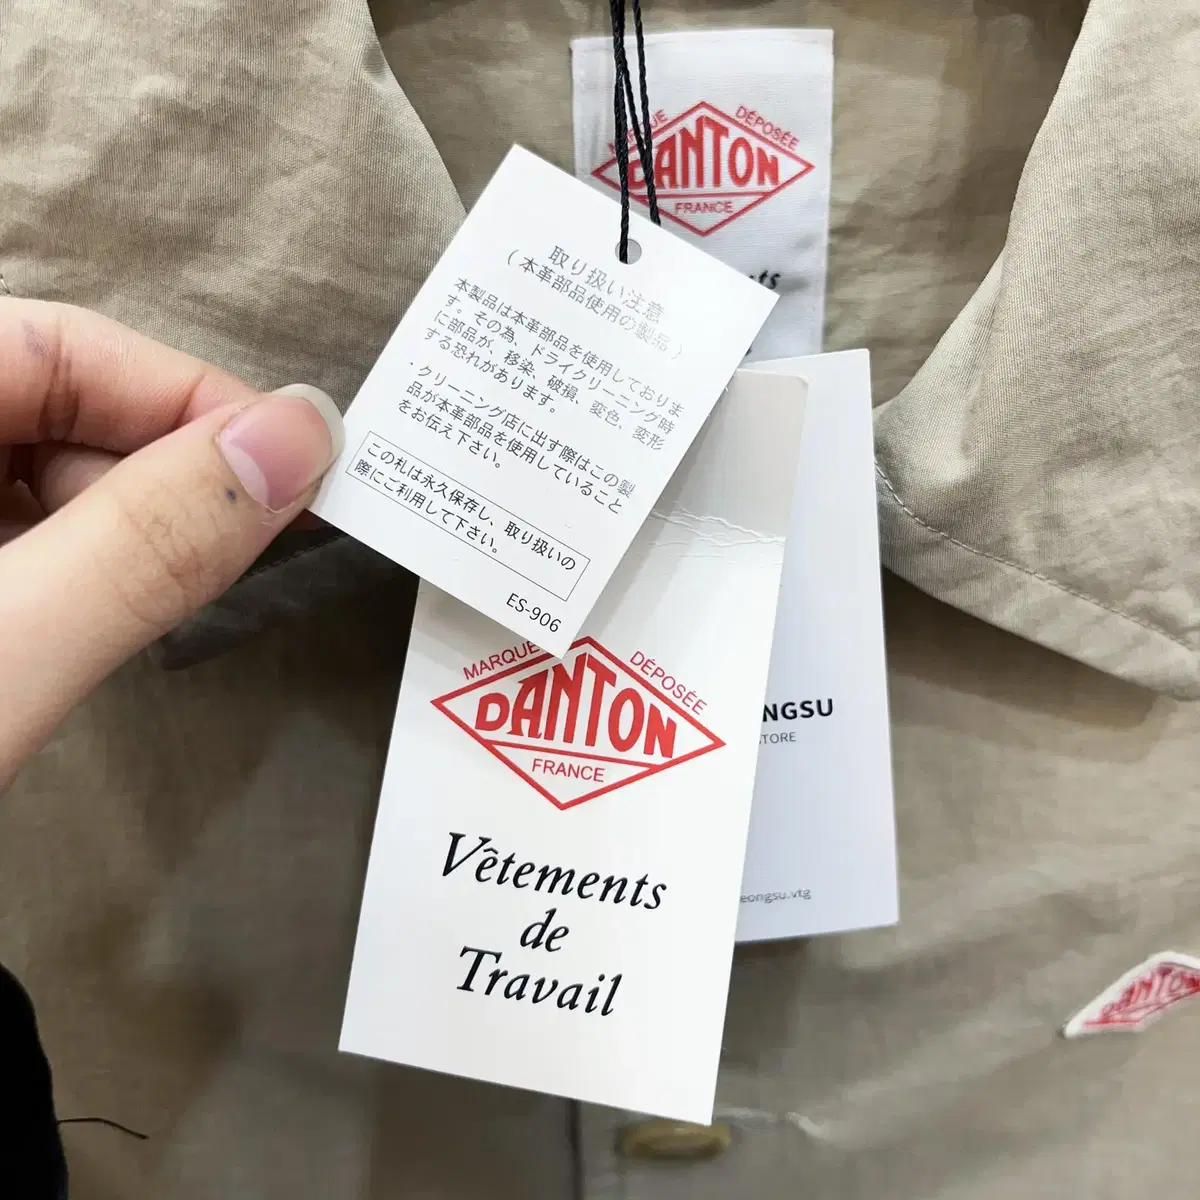 MARQUE DÉPOSÉE
DANTON
FRANCE
取り扱い注意
(本革部品使用の製品)
本製品は本革部品を使用しておりま
す。その為、ドライクリーニング時
に部品が、移染、破損、変色、変形
する恐れがあります。
・クリーニング店に出す際はこの製
品が本革部品を使用していること
をお伝え下さい。
この札は永久保存し、取り扱いの
際にご利用して下さい。
ES-906
MARQUE DÉPOSÉE
DANTON
FRANCE
Vêtements
de
Travail
NGSU
TORE
eongsu.vtg
DANTON